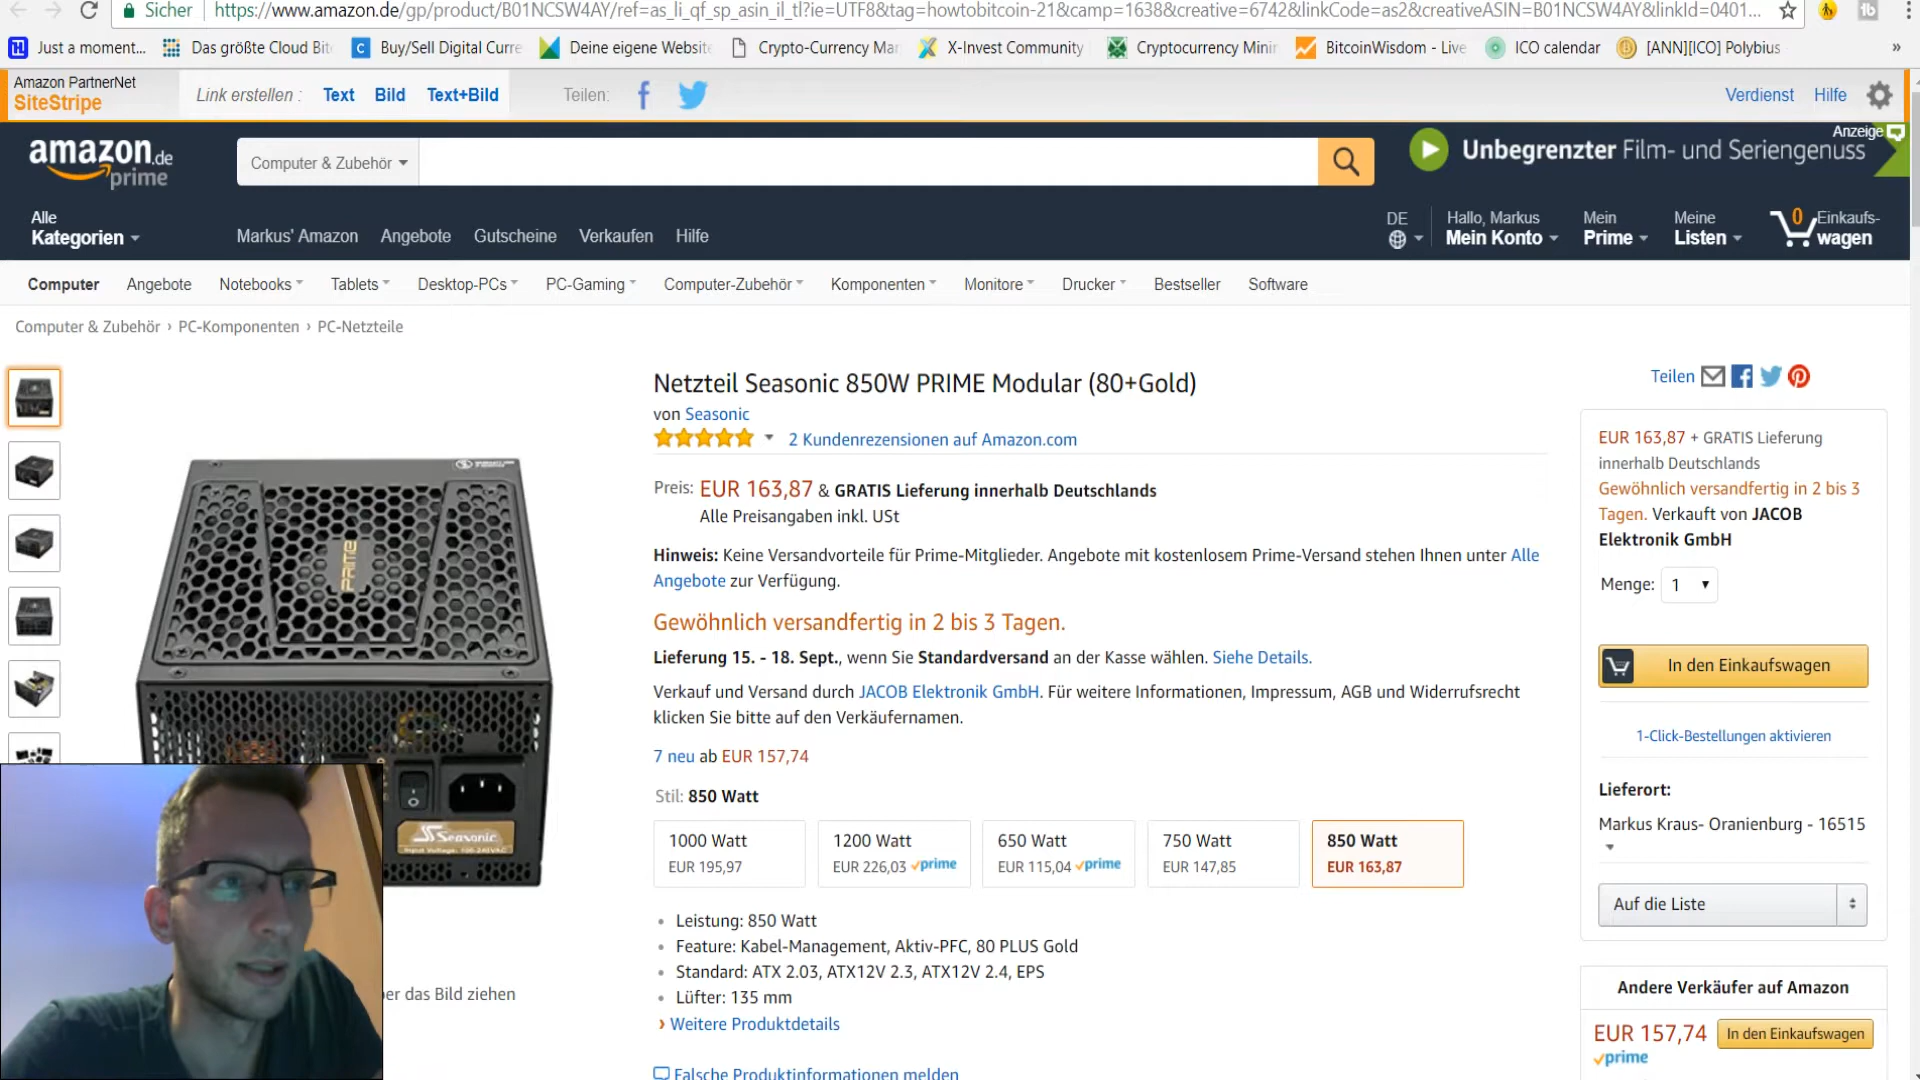 Sicher
https://www.amazon.de/gp/product/B01NCSW4AY/ref=as_li_qf_sp_asin_il_tl?ie=UTF8&tag=howtobitcoin-21&camp=1638&creative=6742&linkCode=as2&creativeASIN=B01NCSW4AY&linkId=0401...
Just a moment...
Das größte Cloud Bit
Buy/Sell Digital Curre
Deine eigene Website
Crypto-Currency Mar
X-Invest Community
Cryptocurrency Minin
BitcoinWisdom - Live
ICO calendar
[ANN][ICO] Polybius
»
Amazon PartnerNet
SiteStripe
Link erstellen : Text Bild Text+Bild
Teilen:
Verdienst Hilfe
amazon.de
prime
Computer & Zubehör
Anzeige
Unbegrenzter Film- und Seriengenuss
Alle
Kategorien
Markus' Amazon Angebote Gutscheine Verkaufen Hilfe
DE
Hallo, Markus
Mein Konto
Mein
Prime
Meine
Listen
0
Einkaufs-
wagen
Computer Angebote Notebooks Tablets Desktop-PCs PC-Gaming Computer-Zubehör Komponenten Monitore Drucker Bestseller Software
Computer & Zubehör › PC-Komponenten › PC-Netzteile
Netzteil Seasonic 850W PRIME Modular (80+Gold)
von Seasonic
2 Kundenrezensionen auf Amazon.com
Preis: EUR 163,87 & GRATIS Lieferung innerhalb Deutschlands
Alle Preisangaben inkl. USt
Hinweis: Keine Versandvorteile für Prime-Mitglieder. Angebote mit kostenlosem Prime-Versand stehen Ihnen unter Alle
Angebote zur Verfügung.
Gewöhnlich versandfertig in 2 bis 3 Tagen.
Lieferung 15. - 18. Sept., wenn Sie Standardversand an der Kasse wählen. Siehe Details.
Verkauf und Versand durch JACOB Elektronik GmbH. Für weitere Informationen, Impressum, AGB und Widerrufsrecht
klicken Sie bitte auf den Verkäufernamen.
7 neu ab EUR 157,74
Stil: 850 Watt
1000 Watt
EUR 195,97
1200 Watt
EUR 226,03 prime
650 Watt
EUR 115,04 prime
750 Watt
EUR 147,85
850 Watt
EUR 163,87
• Leistung: 850 Watt
• Feature: Kabel-Management, Aktiv-PFC, 80 PLUS Gold
• Standard: ATX 2.03, ATX12V 2.3, ATX12V 2.4, EPS
• Lüfter: 135 mm
› Weitere Produktdetails
Falsche Produktinformationen melden
PRIME
Seasonic
er das Bild ziehen
Teilen
EUR 163,87 + GRATIS Lieferung
innerhalb Deutschlands
Gewöhnlich versandfertig in 2 bis 3
Tagen. Verkauft von JACOB
Elektronik GmbH
Menge: 1
In den Einkaufswagen
1-Click-Bestellungen aktivieren
Lieferort:
Markus Kraus- Oranienburg - 16515
Auf die Liste
Andere Verkäufer auf Amazon
EUR 157,74
In den Einkaufswagen
prime